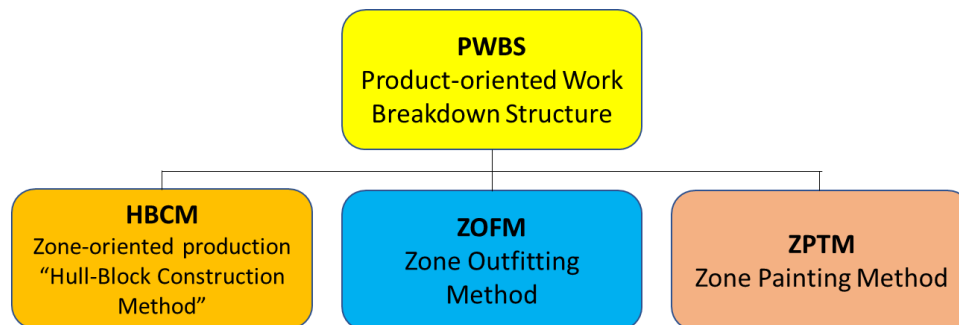 PWBS
Product-oriented Work
Breakdown Structure
HBCM
Zone-oriented production
“Hull-Block Construction
Method”
ZOFM
Zone Outfitting
Method
ZPTM
Zone Painting Method